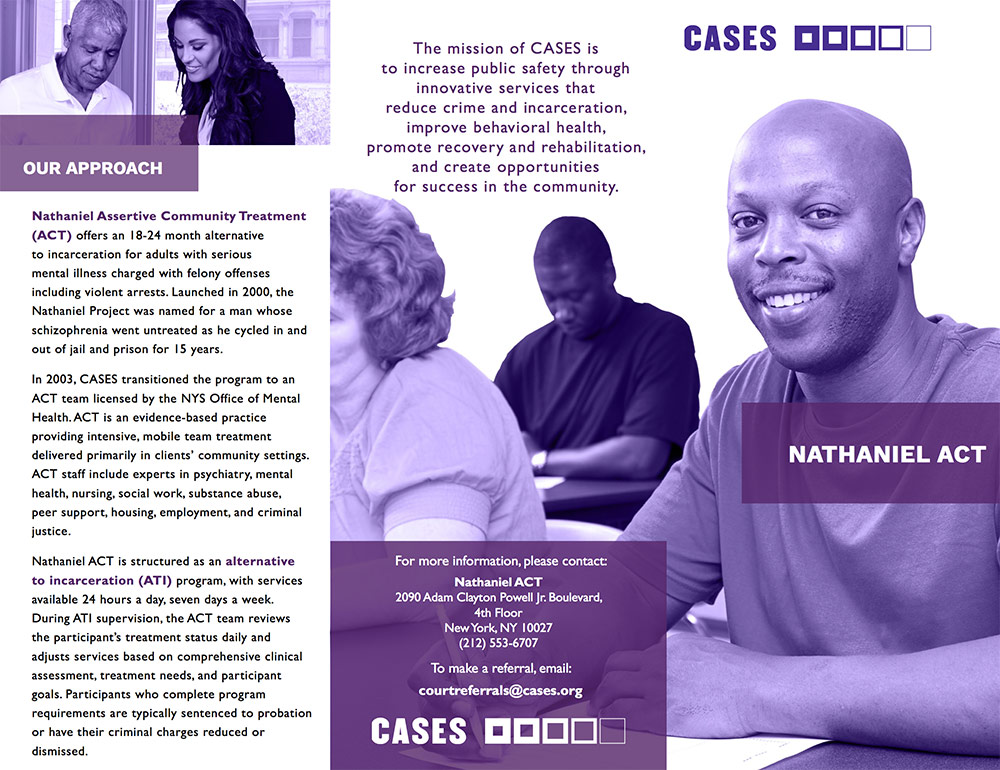 OUR APPROACH
Nathaniel Assertive Community Treatment
(ACT) offers an 18-24 month alternative
to incarceration for adults with serious
mental illness charged with felony offenses
including violent arrests. Launched in 2000, the
Nathaniel Project was named for a man whose
schizophrenia went untreated as he cycled in and
out of jail and prison for 15 years.
In 2003, CASES transitioned the program to an
ACT team licensed by the NYS Office of Mental
Health. ACT is an evidence-based practice
providing intensive, mobile team treatment
delivered primarily in clients’ community settings.
ACT staff include experts in psychiatry, mental
health, nursing, social work, substance abuse,
peer support, housing, employment, and criminal
justice.
Nathaniel ACT is structured as an alternative
to incarceration (ATI) program, with services
available 24 hours a day, seven days a week.
During ATI supervision, the ACT team reviews
the participant’s treatment status daily and
adjusts services based on comprehensive clinical
assessment, treatment needs, and participant
goals. Participants who complete program
requirements are typically sentenced to probation
or have their criminal charges reduced or
dismissed.
The mission of CASES is
to increase public safety through
innovative services that
reduce crime and incarceration,
improve behavioral health,
promote recovery and rehabilitation,
and create opportunities
for success in the community.
For more information, please contact:
Nathaniel ACT
2090 Adam Clayton Powell Jr. Boulevard,
4th Floor
New York, NY 10027
(212) 553-6707
To make a referral, email:
courtreferrals@cases.org
CASES
CASES
NATHANIEL ACT